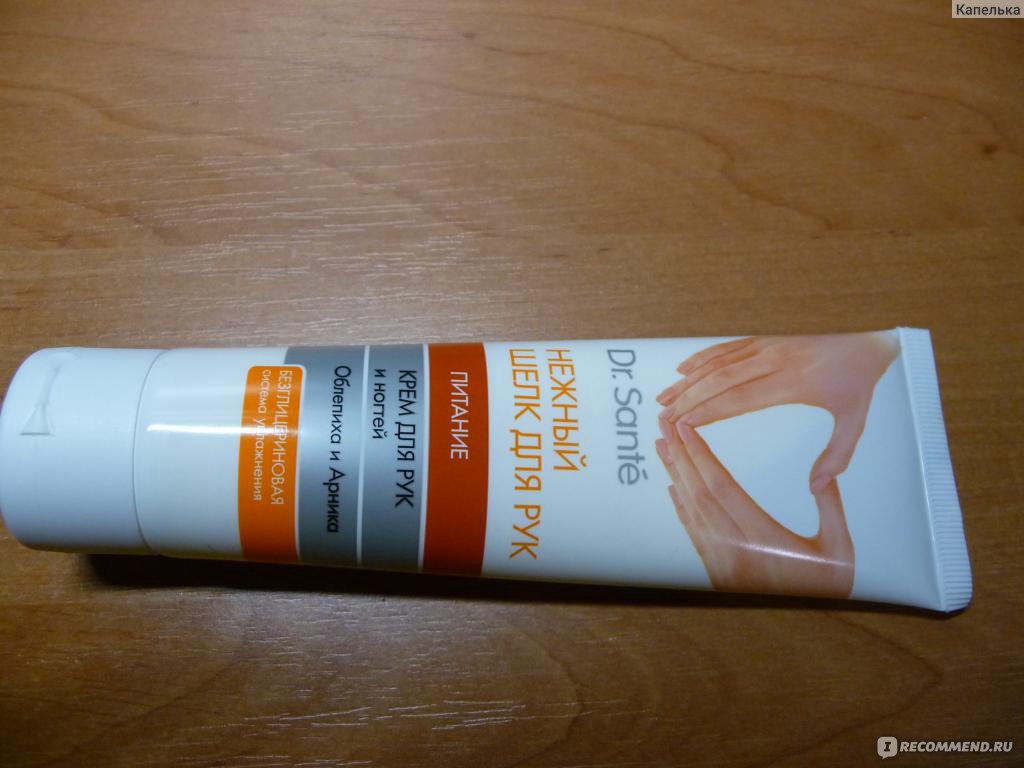 Капелька
Dr. Santé
НЕЖНЫЙ
ШЕЛК ДЛЯ РУК
ПИТАНИЕ
КРЕМ ДЛЯ РУК
и ногтей
Облепиха и Арника
БЕЗГЛИЦЕРИНОВАЯ
система увлажнения
IRECOMMEND.RU